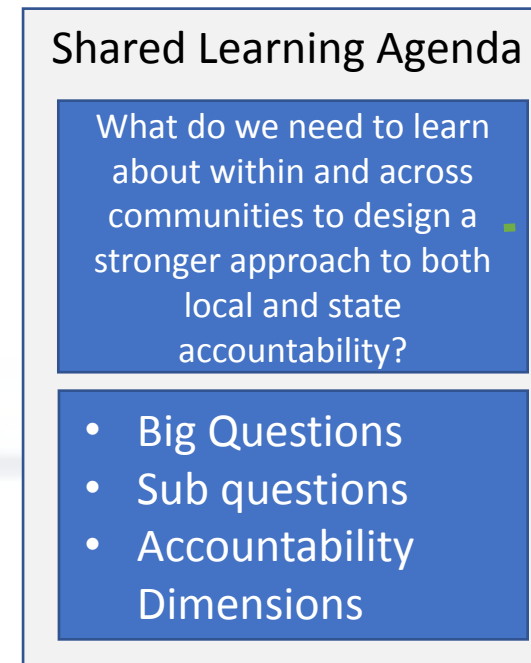 Shared Learning Agenda
What do we need to learn
about within and across
communities to design a
stronger approach to both
local and state
accountability?
• Big Questions
• Sub questions
• Accountability
Dimensions